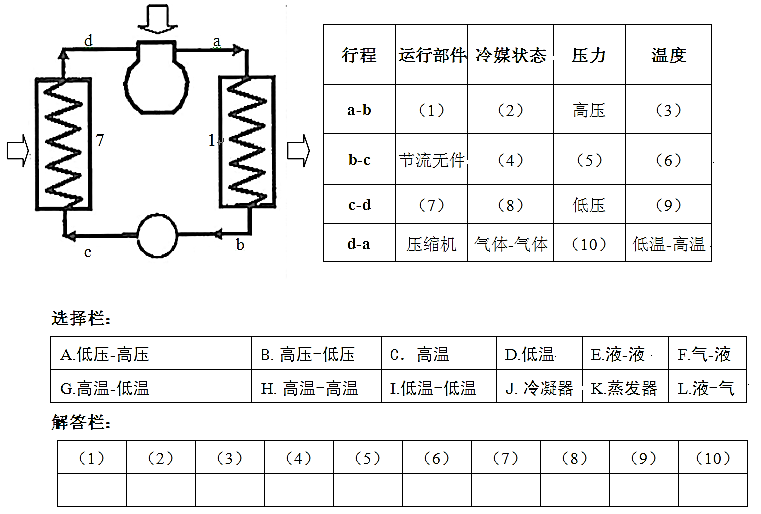 d a
7 1
c b
行程 运行部件 冷媒状态 压力 温度
a-b （1） （2） 高压 （3）
b-c 节流无件 （4） （5） （6）
c-d （7） （8） 低压 （9）
d-a 压缩机 气体-气体 （10） 低温-高温
选择栏：
A.低压-高压 B. 高压-低压 C. 高温 D.低温 E.液-液 F.气-液
G.高温-低温 H. 高温-高温 I.低温-低温 J. 冷凝器 K.蒸发器 L.液-气
解答栏：
（1） （2） （3） （4） （5） （6） （7） （8） （9） （10）